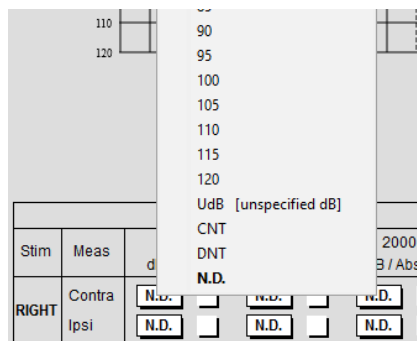 110
120
90
95
100
105
110
115
120
UdB [unspecified dB]
CNT
DNT
N.D.
Stim Meas 2000
RIGHT
Contra N.D. N.D. N.D.
Ipsi N.D. N.D. N.D.